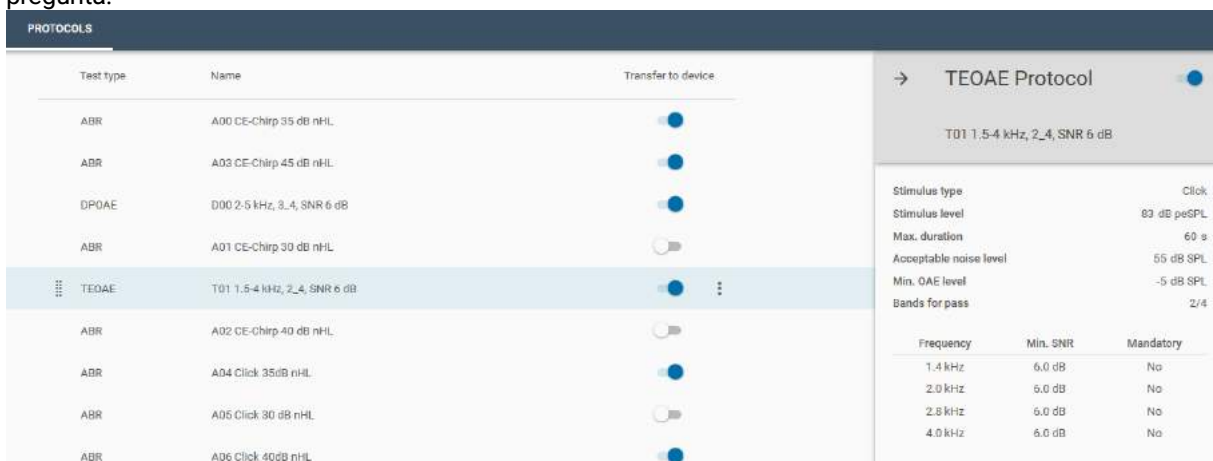 pregunta.
PROTOCOLS
Test type Name Transfer to device
ABR A00 CE-Chirp 35 dB nHL
ABR A03 CE-Chirp 45 dB nHL
DPOAE D00 2-5 kHz, 3_4, SNR 6 dB
ABR A01 CE-Chirp 30 dB nHL
TEOAE T01 1.5-4 kHz, 2_4, SNR 6 dB
ABR A02 CE-Chirp 40 dB nHL
ABR A04 Click 35dB nHL
ABR A05 Click 30 dB nHL
ABR A06 Click 40dB nHL
→ TEOAE Protocol
T01 1.5-4 kHz, 2_4, SNR 6 dB
Stimulus type Click
Stimulus level 83 dB peSPL
Max. duration 60 s
Acceptable noise level 55 dB SPL
Min. OAE level -5 dB SPL
Bands for pass 2/4
Frequency Min. SNR Mandatory
1.4 kHz 6.0 dB No
2.0 kHz 6.0 dB No
2.8 kHz 6.0 dB No
4.0 kHz 6.0 dB No